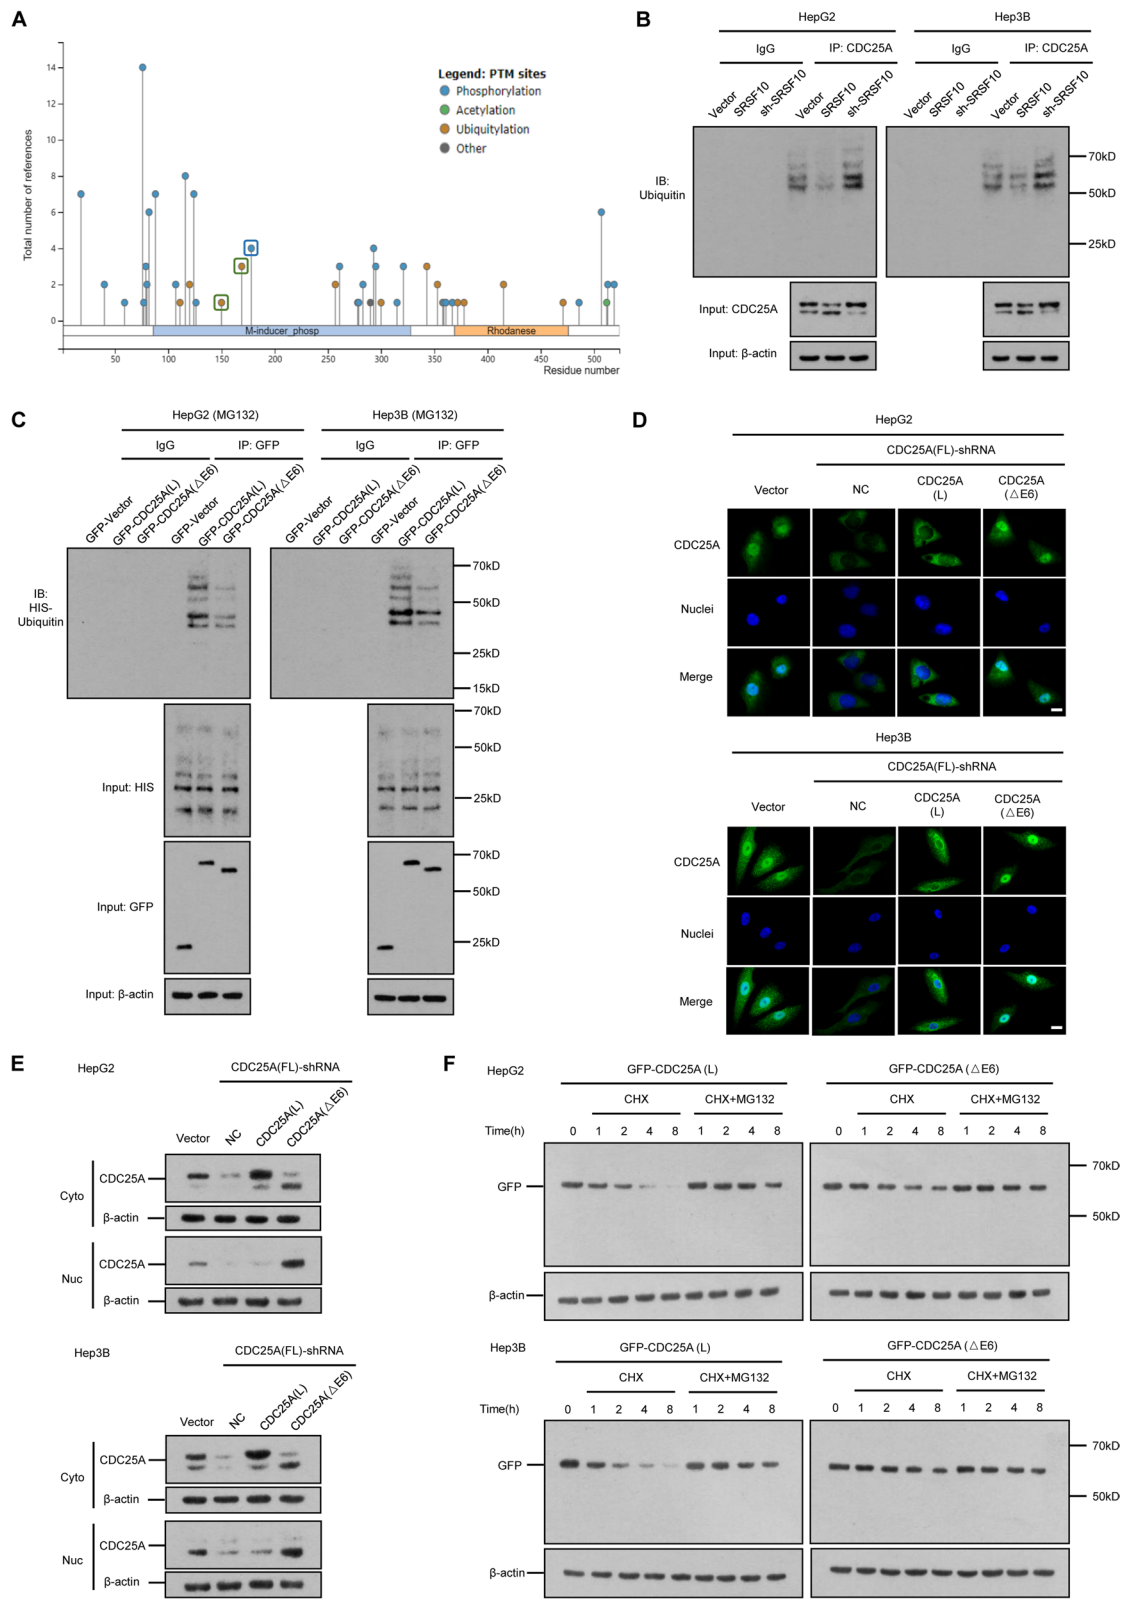 A
Total number of references
14
12
10
8
6
4
2
0
Legend: PTM sites
Phosphorylation
Acetylation
Ubiquitylation
Other
M-inducer_phosp
Rhodanese
50 100 150 200 250 300 350 400 450 500
Residue number
B
HepG2 Hep3B
IgG IP: CDC25A IgG IP: CDC25A
Vector SRSF10 sh-SRSF10 Vector SRSF10 sh-SRSF10 Vector SRSF10 sh-SRSF10 Vector SRSF10 sh-SRSF10
IB:
Ubiquitin
70kD
50kD
25kD
Input: CDC25A
Input: β-actin
C
HepG2 (MG132) Hep3B (MG132)
IgG IP: GFP IgG IP: GFP
GFP-Vector GFP-CDC25A(L) GFP-CDC25A(△E6) GFP-Vector GFP-CDC25A(L) GFP-CDC25A(△E6) GFP-Vector GFP-CDC25A(L) GFP-CDC25A(△E6) GFP-Vector GFP-CDC25A(L) GFP-CDC25A(△E6)
IB:
HIS-
Ubiquitin
70kD
50kD
25kD
15kD
Input: HIS
70kD
50kD
25kD
Input: GFP
70kD
50kD
25kD
Input: β-actin
D
HepG2
CDC25A(FL)-shRNA
Vector NC CDC25A (L) CDC25A (△E6)
CDC25A
Nuclei
Merge
Hep3B
CDC25A(FL)-shRNA
Vector NC CDC25A (L) CDC25A (△E6)
CDC25A
Nuclei
Merge
E
HepG2 CDC25A(FL)-shRNA
Vector NC CDC25A(L) CDC25A(△E6)
Cyto
CDC25A
β-actin
Nuc
CDC25A
β-actin
Hep3B CDC25A(FL)-shRNA
Vector NC CDC25A(L) CDC25A(△E6)
Cyto
CDC25A
β-actin
Nuc
CDC25A
β-actin
F
HepG2 GFP-CDC25A (L) GFP-CDC25A (△E6)
CHX CHX+MG132 CHX CHX+MG132
Time(h) 0 1 2 4 8 1 2 4 8 0 1 2 4 8 1 2 4 8
GFP
70kD
50kD
β-actin
Hep3B GFP-CDC25A (L) GFP-CDC25A (△E6)
CHX CHX+MG132 CHX CHX+MG132
Time(h) 0 1 2 4 8 1 2 4 8 0 1 2 4 8 1 2 4 8
GFP
70kD
50kD
β-actin